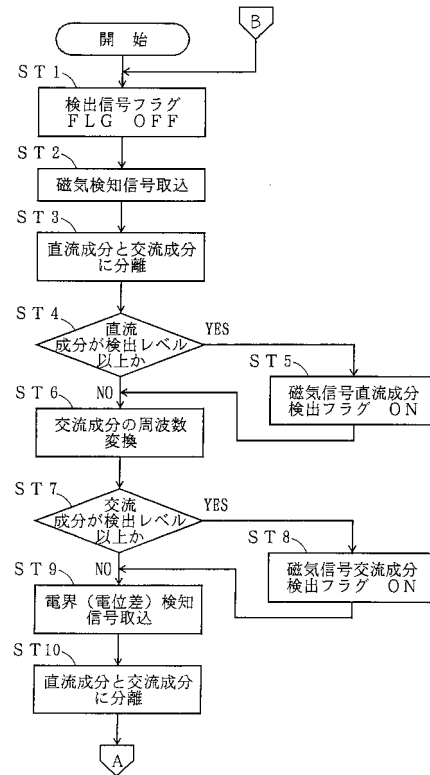 B
開 始
ST1
検出信号フラグ
FLG OFF
ST2
磁気検知信号取込
ST3
直流成分と交流成分
に分離
ST4
直流
成分が検出レベル
以上か
YES
ST5
磁気信号直流成分
検出フラグ ON
NO
ST6
交流成分の周波数
変換
ST7
交流
成分が検出レベル
以上か
YES
ST8
磁気信号交流成分
検出フラグ ON
NO
ST9
電界(電位差)検知
信号取込
ST10
直流成分と交流成分
に分離
A